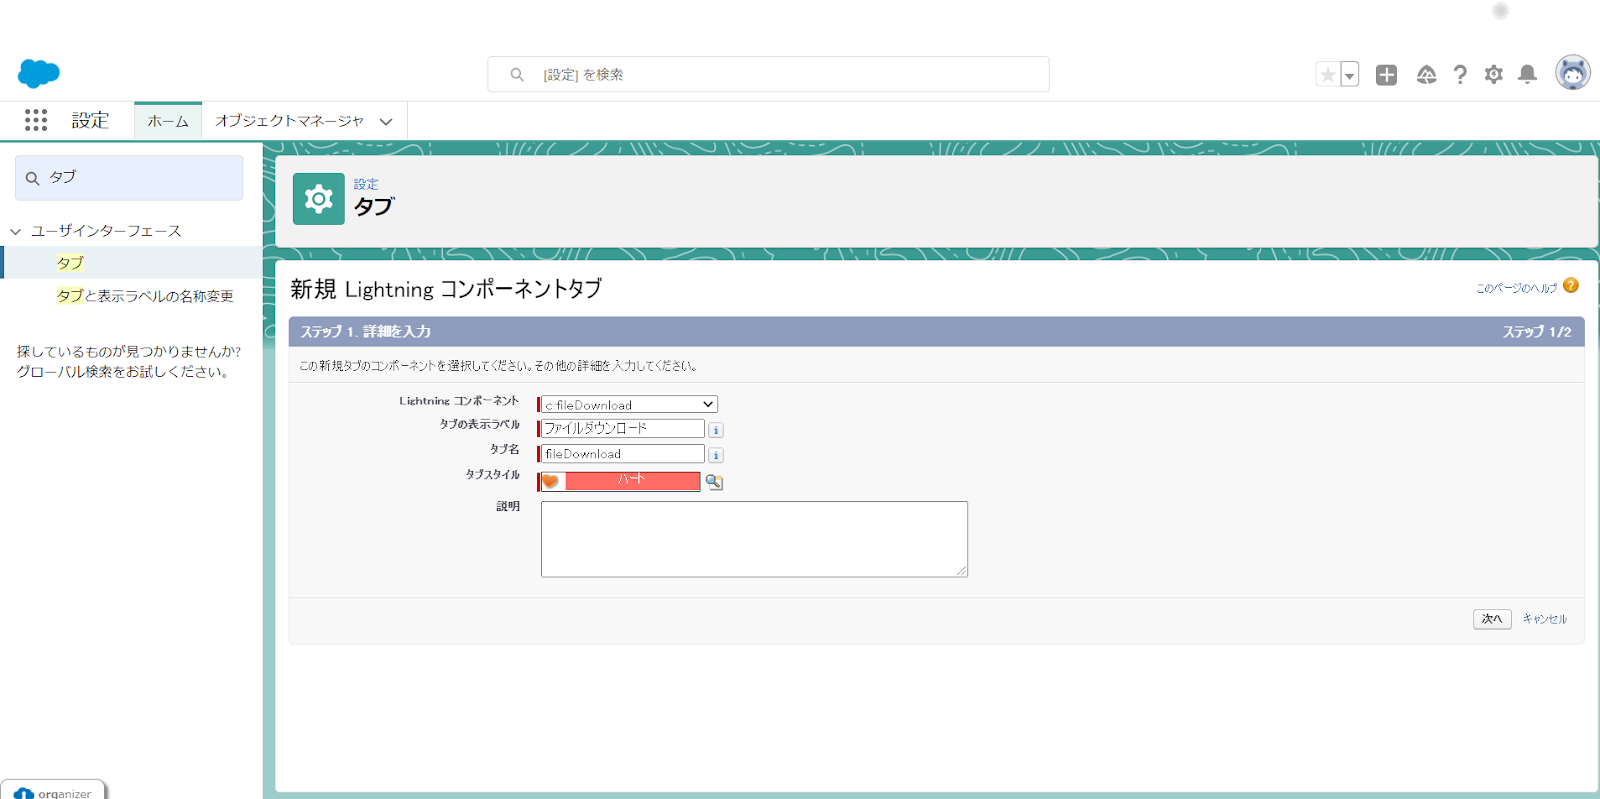 [設定] を検索
設定
ホーム
オブジェクトマネージャ
タブ
ユーザインターフェース
タブ
タブと表示ラベルの名称変更
探しているものが見つかりませんか?
グローバル検索をお試しください。
設定
タブ
新規 Lightning コンポーネントタブ
このページのヘルプ ?
ステップ 1. 詳細を入力
ステップ 1/2
この新規タブのコンポーネントを選択してください。その他の詳細を入力してください。
Lightning コンポーネント
c:fileDownload
タブの表示ラベル
ファイルダウンロード
i
タブ名
fileDownload
i
タブスタイル
ハート
説明
次へ
キャンセル
organizer